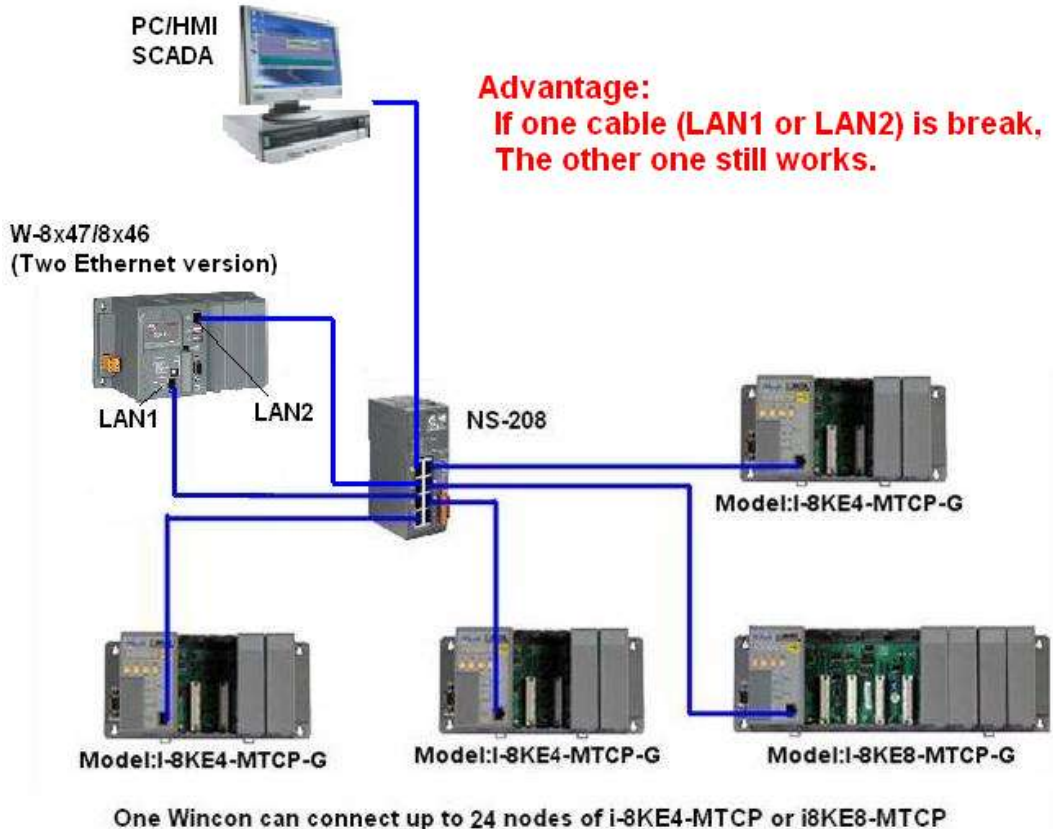 PC/HMI
SCADA
Advantage:
If one cable (LAN1 or LAN2) is break,
The other one still works.
W-8x47/8x46
(Two Ethernet version)
LAN1
LAN2
NS-208
Model:I-8KE4-MTCP-G
Model:I-8KE4-MTCP-G
Model:I-8KE4-MTCP-G
Model:I-8KE8-MTCP-G
One Wincon can connect up to 24 nodes of i-8KE4-MTCP or i8KE8-MTCP